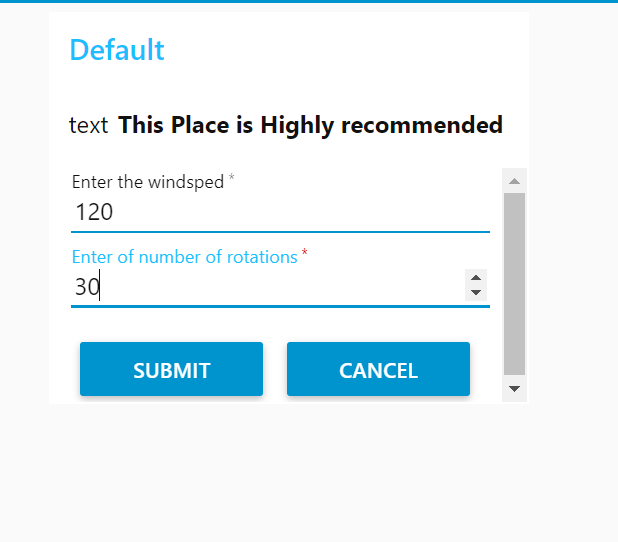 Default
text This Place is Highly recommended
Enter the windsped *
120
Enter of number of rotations *
30
SUBMIT CANCEL